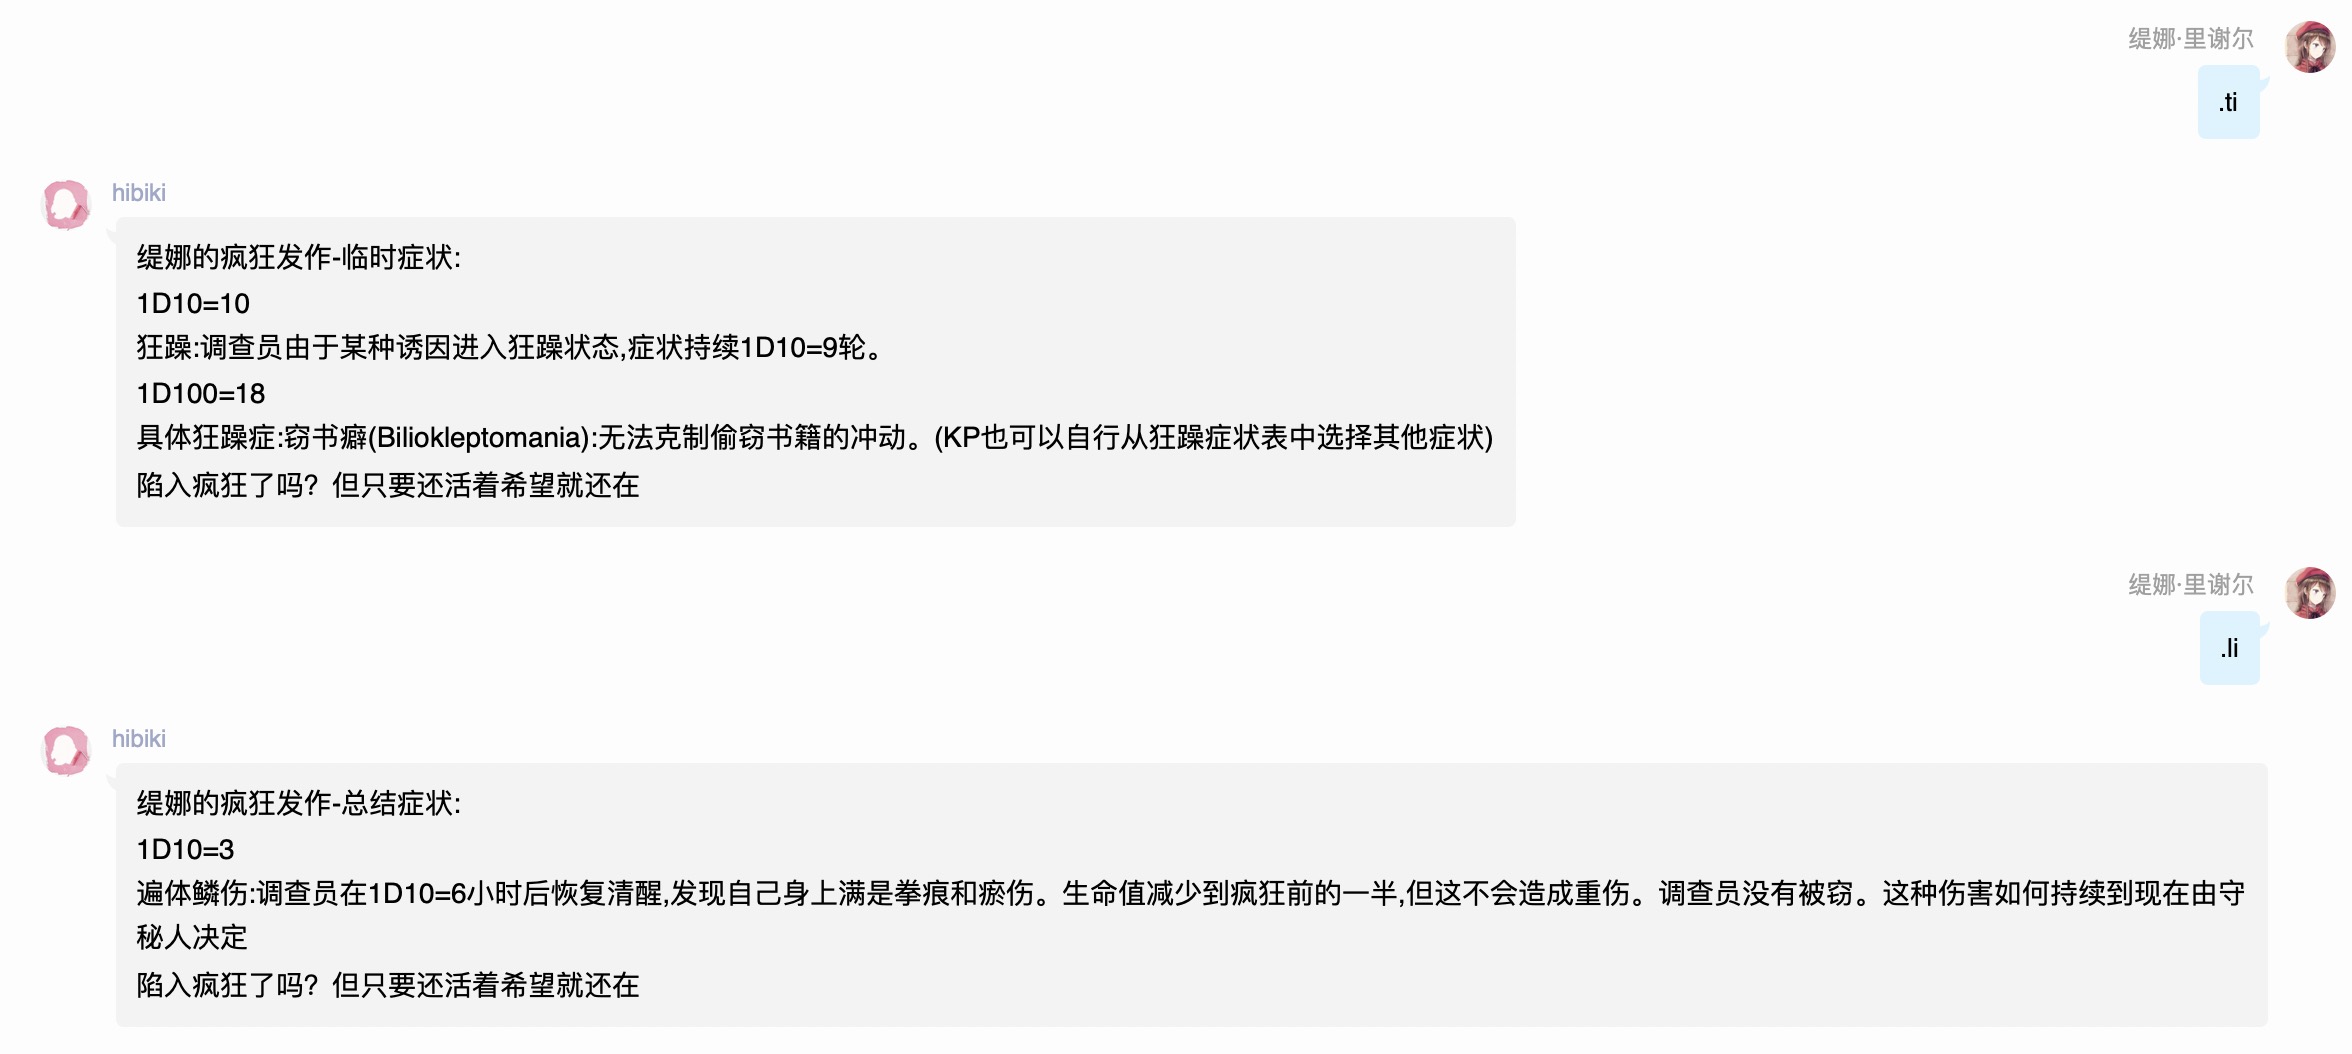 缇娜·里谢尔
.ti
hibiki
缇娜的疯狂发作-临时症状:
1D10=10
狂躁:调查员由于某种诱因进入狂躁状态,症状持续1D10=9轮。
1D100=18
具体狂躁症:窃书癖(Biliokleptomania):无法克制偷窃书籍的冲动。(KP也可以自行从狂躁症状表中选择其他症状)
陷入疯狂了吗？但只要还活着希望就还在
缇娜·里谢尔
.li
hibiki
缇娜的疯狂发作-总结症状:
1D10=3
遍体鳞伤:调查员在1D10=6小时后恢复清醒,发现自己身上满是拳痕和瘀伤。生命值减少到疯狂前的一半,但这不会造成重伤。调查员没有被窃。这种伤害如何持续到现在由守
秘人决定
陷入疯狂了吗？但只要还活着希望就还在